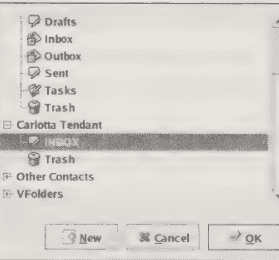 Drafts
Inbox
Outbox
Sent
Tasks
Trash
Carlotta Tendant
INBOX
Trash
Other Contacts
VFolders
New Cancel OK